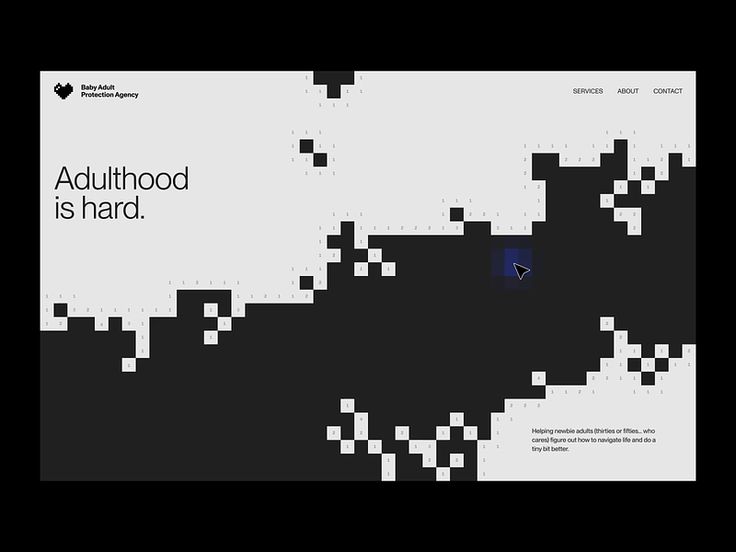 Baby Adult
Protection Agency
SERVICES ABOUT CONTACT
Adulthood
is hard.
Helping newbie adults (thirties or fifties... who
cares) figure out how to navigate life and do a
tiny bit better.